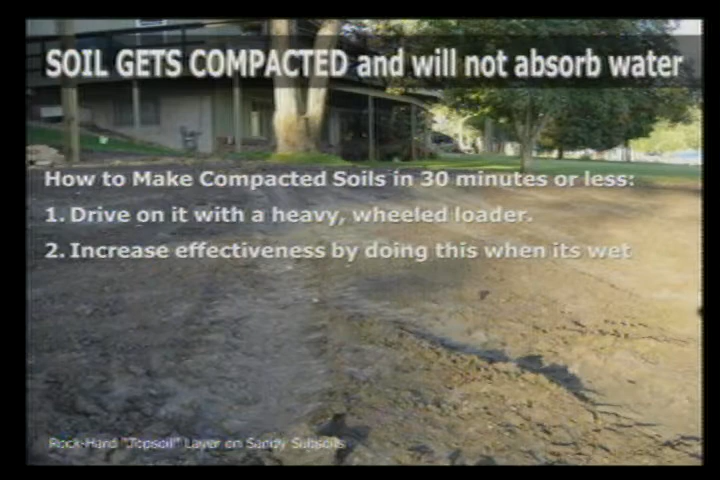 SOIL GETS COMPACTED and will not absorb water
How to Make Compacted Soils in 30 minutes or less:
1. Drive on it with a heavy, wheeled loader.
2. Increase effectiveness by doing this when its wet
Rock-Hard "Topsoil" Layer on Sandy Subsoils